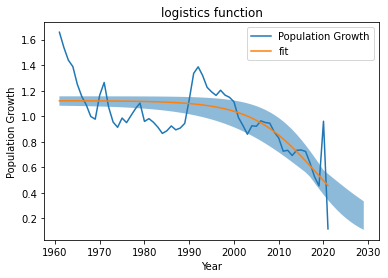 logistics function
Population Growth
fit
Population Growth
1.6
1.4
1.2
1.0
0.8
0.6
0.4
0.2
1960 1970 1980 1990 2000 2010 2020 2030
Year